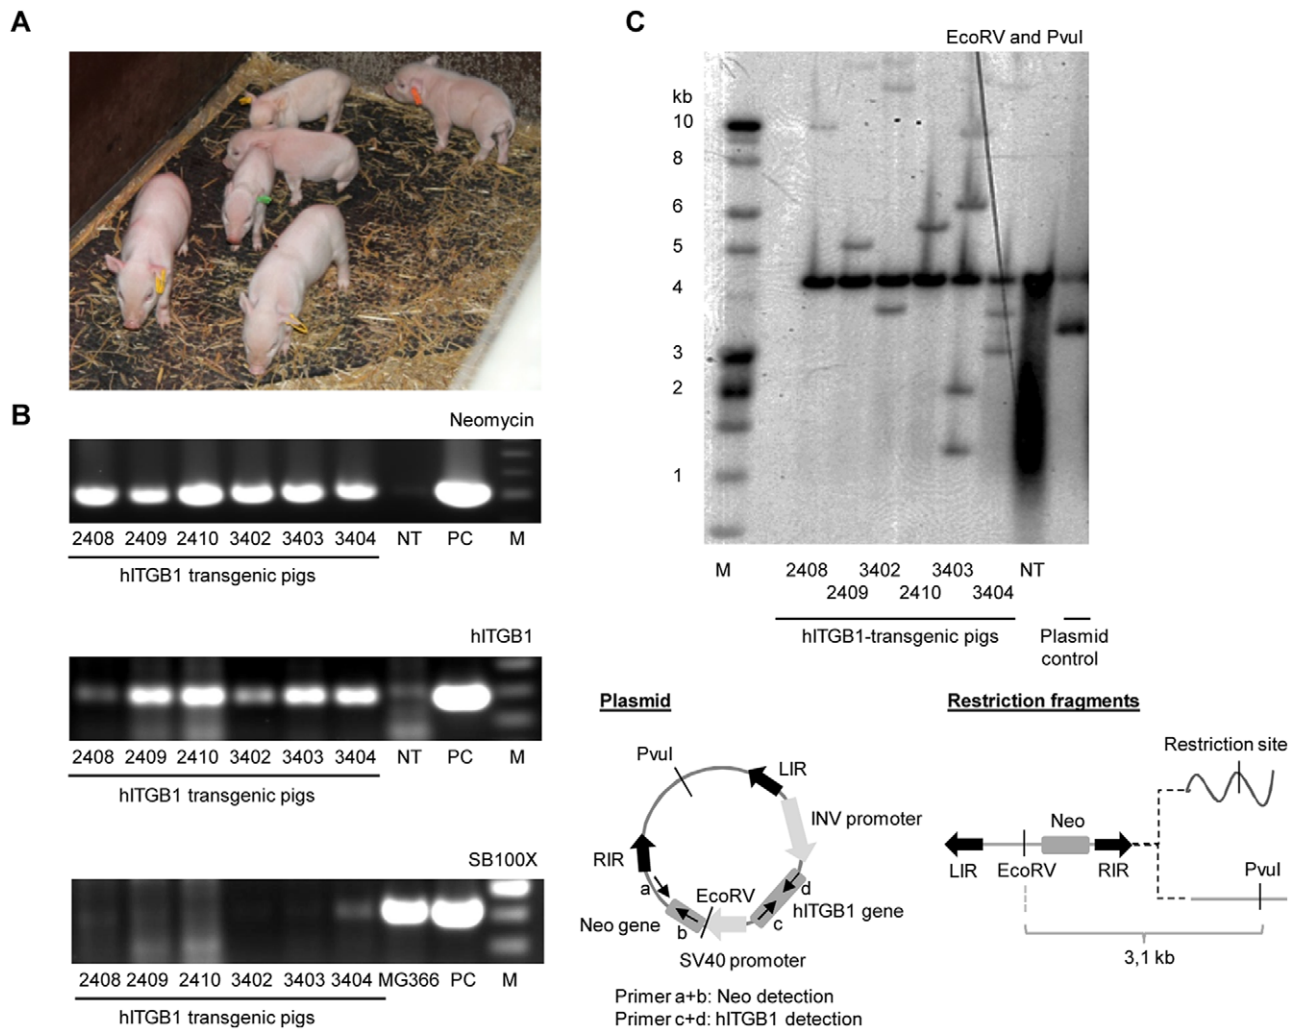 A
B
Neomycin
2408 2409 2410 3402 3403 3404 NT PC M
hITGB1 transgenic pigs
hITGB1
2408 2409 2410 3402 3403 3404 NT PC M
hITGB1 transgenic pigs
SB100X
2408 2409 2410 3402 3403 3404 MG366 PC M
hITGB1 transgenic pigs
C
EcoRV and PvuI
kb
10
8
6
5
4
3
2
1
M 2408 3402 3403 NT
2409 2410 3404
hITGB1-transgenic pigs
Plasmid
control
Plasmid
PvuI
LIR
INV promoter
RIR
a
EcoRV
d
hITGB1 gene
Neo gene
b
c
SV40 promoter
Primer a+b: Neo detection
Primer c+d: hITGB1 detection
Restriction fragments
Restriction site
Neo
LIR EcoRV RIR
PvuI
3,1 kb